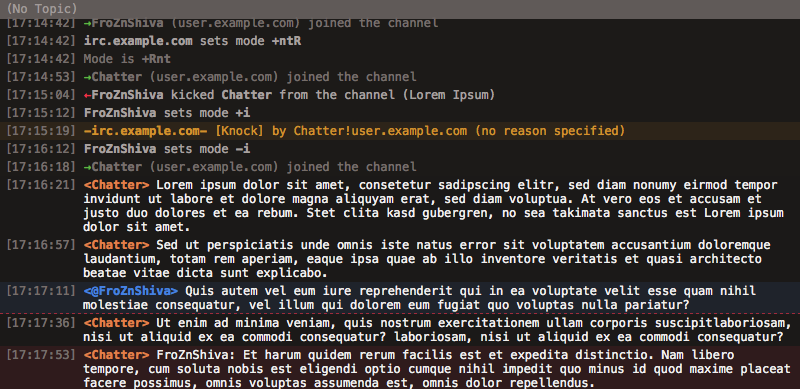 (No Topic)
[17:14:42] →FroZnShiva (user.example.com) joined the channel
[17:14:42] irc.example.com sets mode +ntR
[17:14:42] Mode is +Rnt
[17:14:53] →Chatter (user.example.com) joined the channel
[17:15:04] ←FroZnShiva kicked Chatter from the channel (Lorem Ipsum)
[17:15:12] FroZnShiva sets mode +i
[17:15:19] -irc.example.com- [Knock] by Chatter!user.example.com (no reason specified)
[17:16:12] FroZnShiva sets mode -i
[17:16:18] →Chatter (user.example.com) joined the channel
[17:16:21] <Chatter> Lorem ipsum dolor sit amet, consetetur sadipscing elitr, sed diam nonumy eirmod tempor
invidunt ut labore et dolore magna aliquyam erat, sed diam voluptua. At vero eos et accusam et
justo duo dolores et ea rebum. Stet clita kasd gubergren, no sea takimata sanctus est Lorem ipsum
dolor sit amet.
[17:16:57] <Chatter> Sed ut perspiciatis unde omnis iste natus error sit voluptatem accusantium doloremque
laudantium, totam rem aperiam, eaque ipsa quae ab illo inventore veritatis et quasi architecto
beatae vitae dicta sunt explicabo.
[17:17:11] <@FroZnShiva> Quis autem vel eum iure reprehenderit qui in ea voluptate velit esse quam nihil
molestiae consequatur, vel illum qui dolorem eum fugiat quo voluptas nulla pariatur?
[17:17:36] <Chatter> Ut enim ad minima veniam, quis nostrum exercitationem ullam corporis suscipitlaboriosam,
nisi ut aliquid ex ea commodi consequatur? laboriosam, nisi ut aliquid ex ea commodi consequatur?
[17:17:53] <Chatter> FroZnShiva: Et harum quidem rerum facilis est et expedita distinctio. Nam libero
tempore, cum soluta nobis est eligendi optio cumque nihil impedit quo minus id quod maxime placeat
facere possimus, omnis voluptas assumenda est, omnis dolor repellendus.